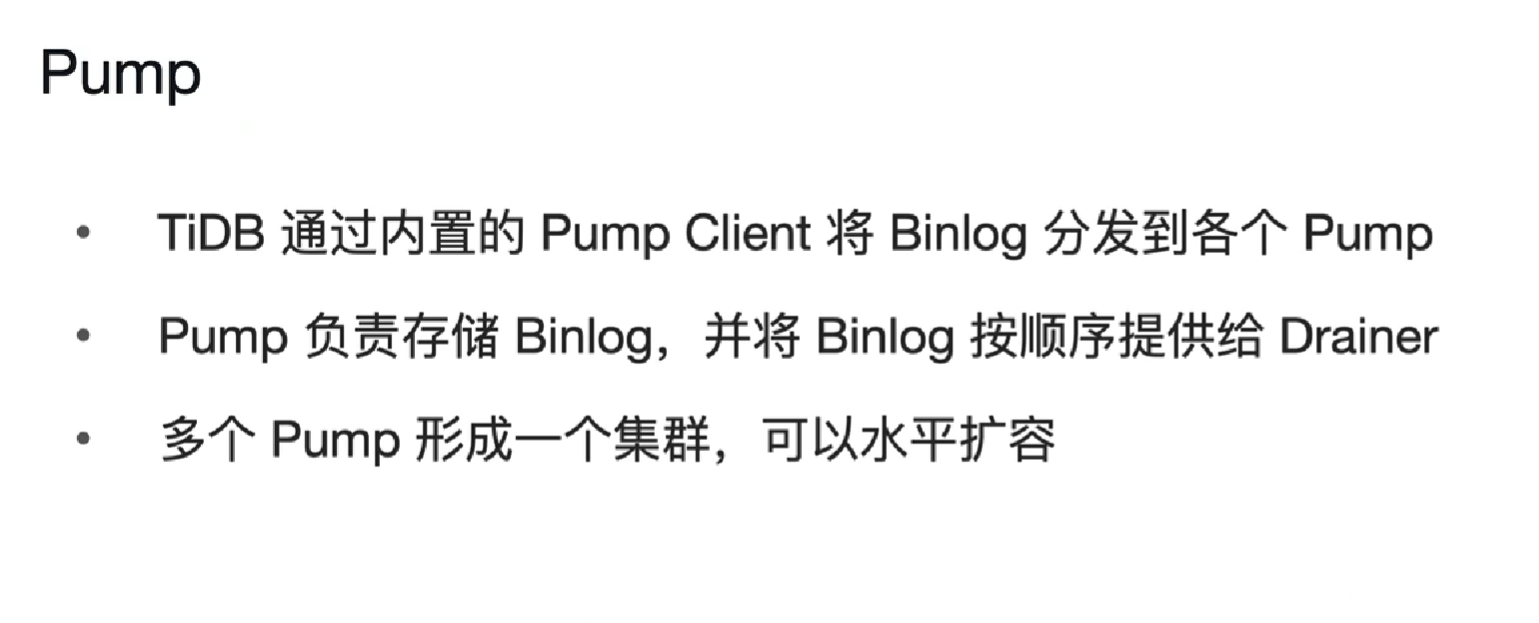 Pump
• TiDB 通过内置的 Pump Client 将 Binlog 分发到各个 Pump
• Pump 负责存储 Binlog，并将 Binlog 按顺序提供给 Drainer
• 多个 Pump 形成一个集群，可以水平扩容